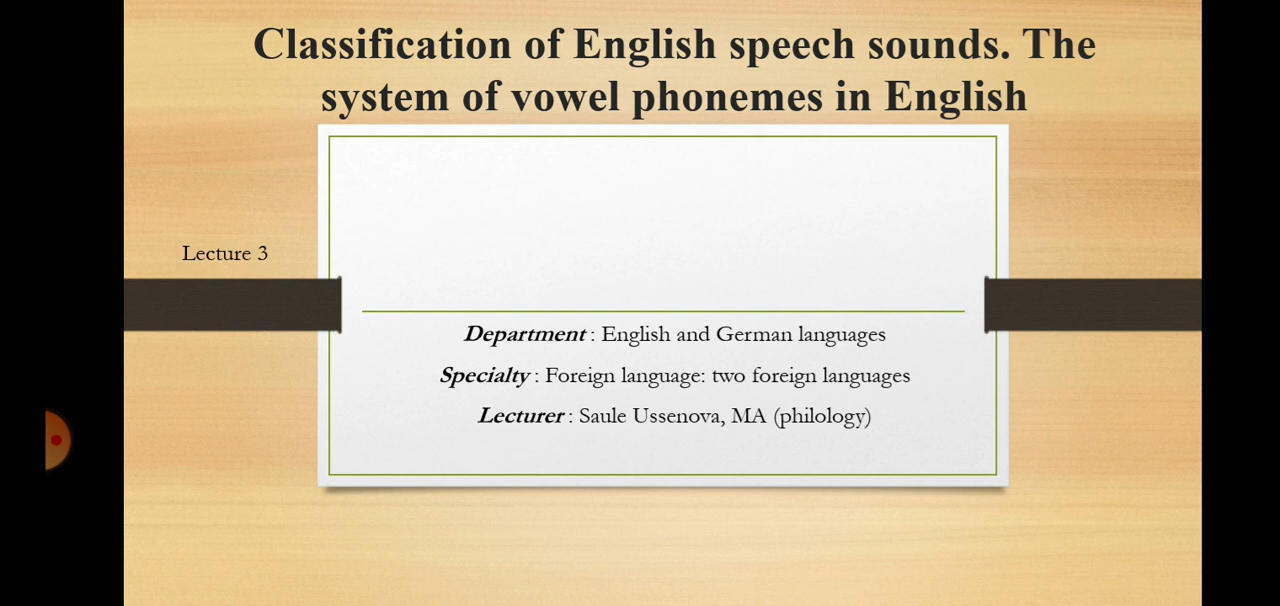 Classification of English speech sounds. The
system of vowel phonemes in English
Lecture 3
Department : English and German languages
Specialty : Foreign language: two foreign languages
Lecturer : Saule Ussenova, MA (philology)